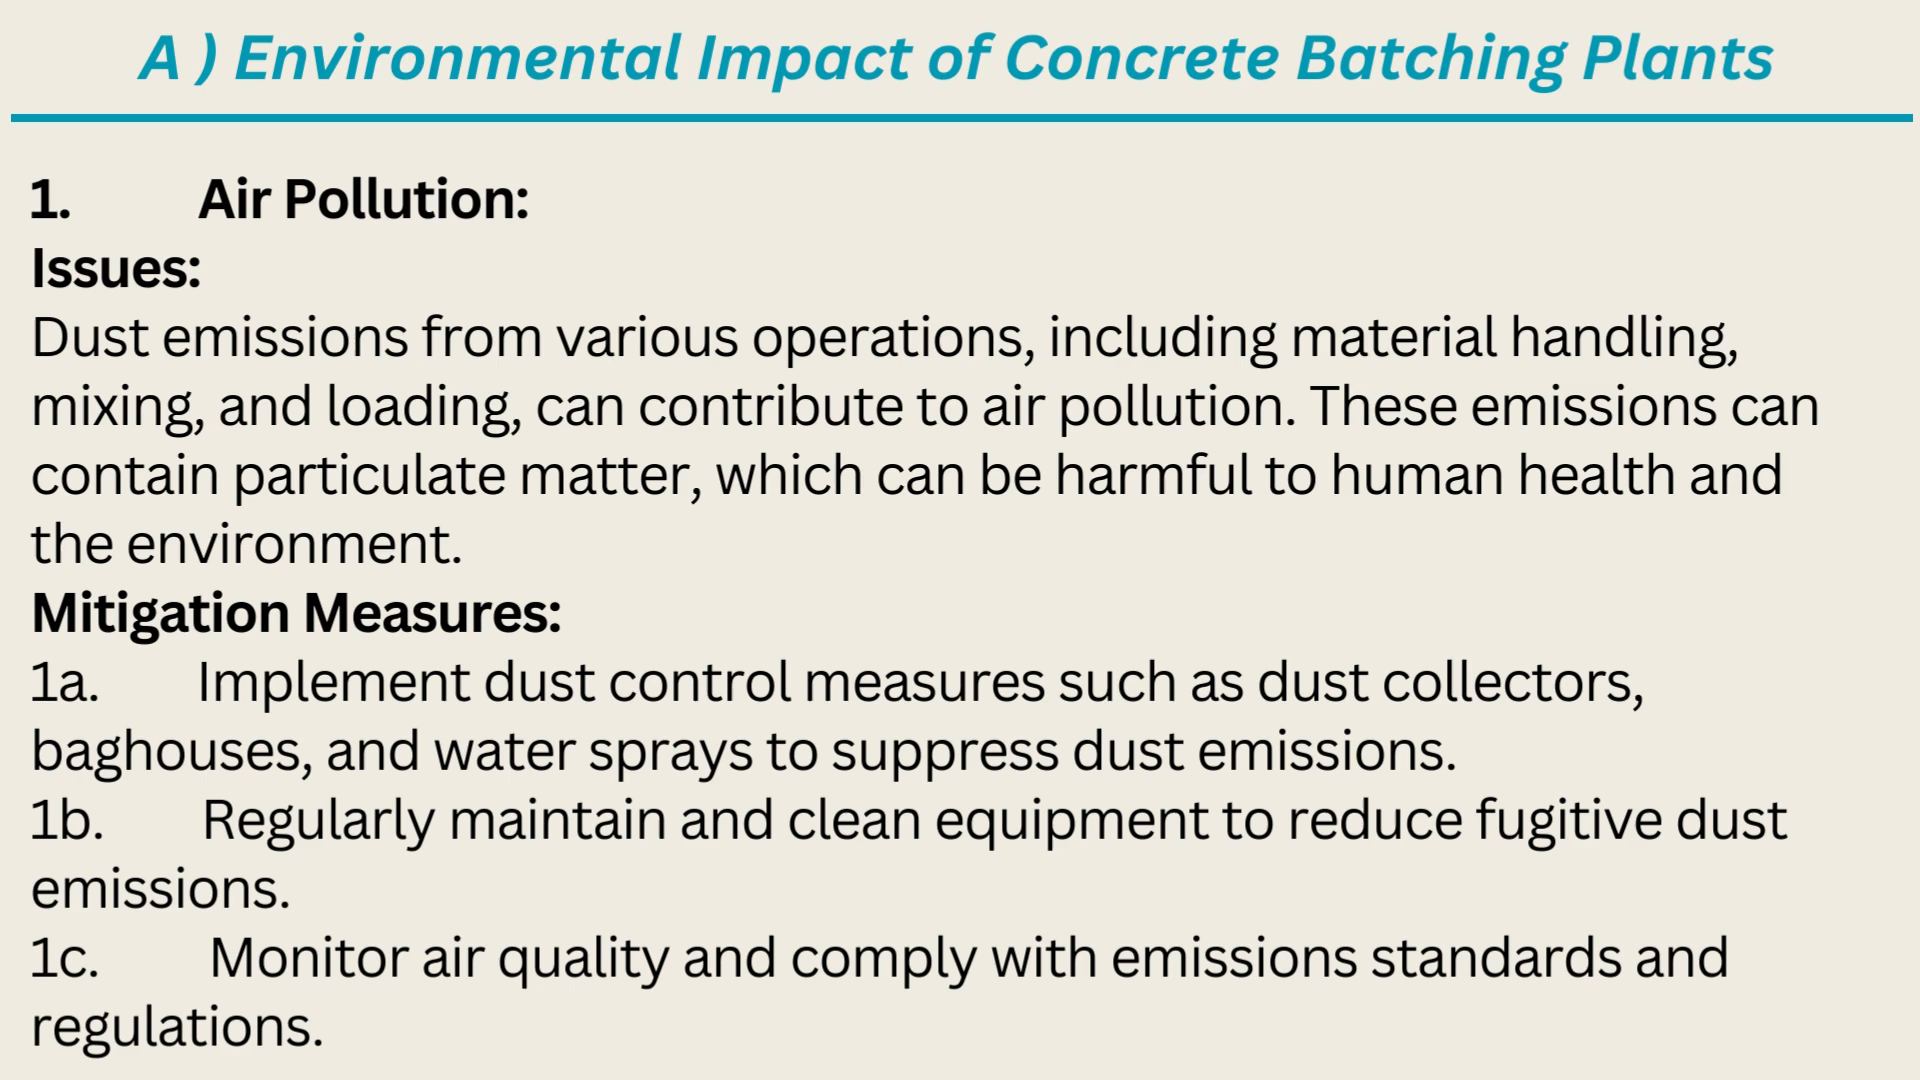 A ) Environmental Impact of Concrete Batching Plants
1. Air Pollution:
Issues:
Dust emissions from various operations, including material handling,
mixing, and loading, can contribute to air pollution. These emissions can
contain particulate matter, which can be harmful to human health and
the environment.
Mitigation Measures:
1a. Implement dust control measures such as dust collectors,
baghouses, and water sprays to suppress dust emissions.
1b. Regularly maintain and clean equipment to reduce fugitive dust
emissions.
1c. Monitor air quality and comply with emissions standards and
regulations.